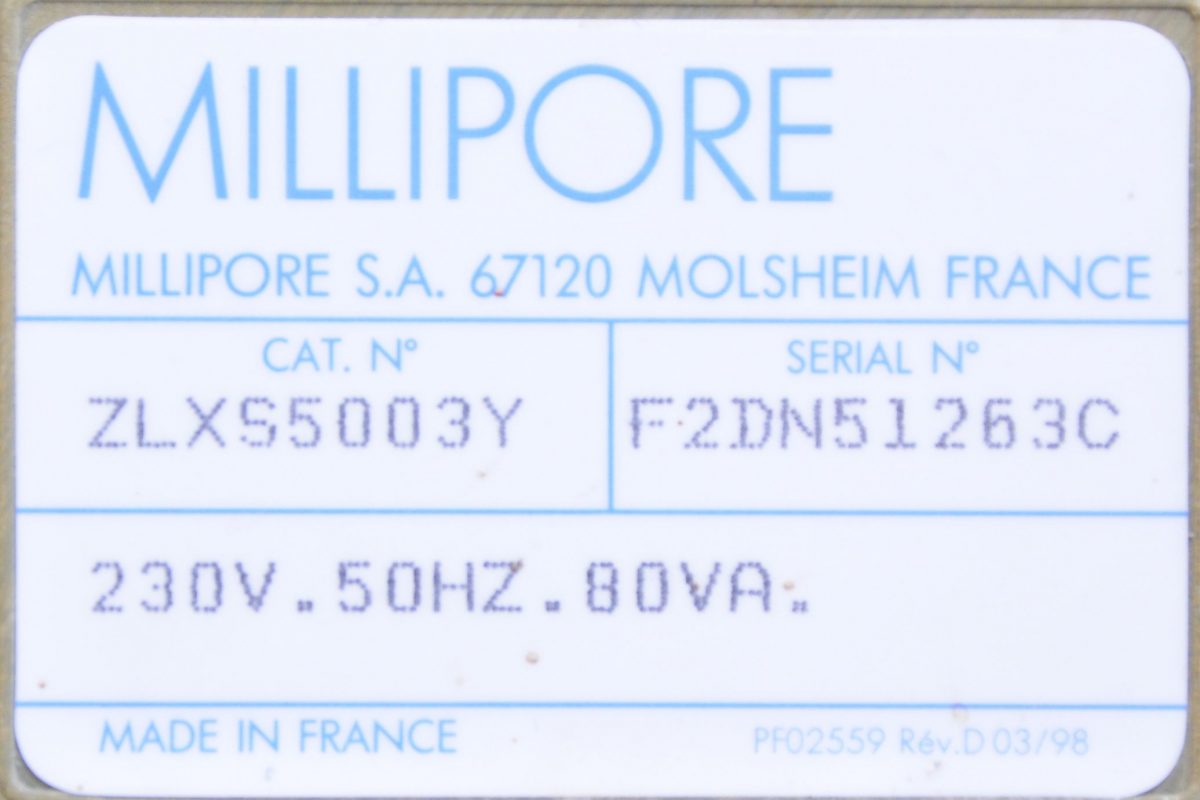 MILLIPORE
MILLIPORE S.A. 67120 MOLSHEIM FRANCE
CAT. N° SERIAL N°
ZLXS5003Y F2DN51263C
230V.50HZ.80VA.
MADE IN FRANCE PF02559 Rév.D 03/98